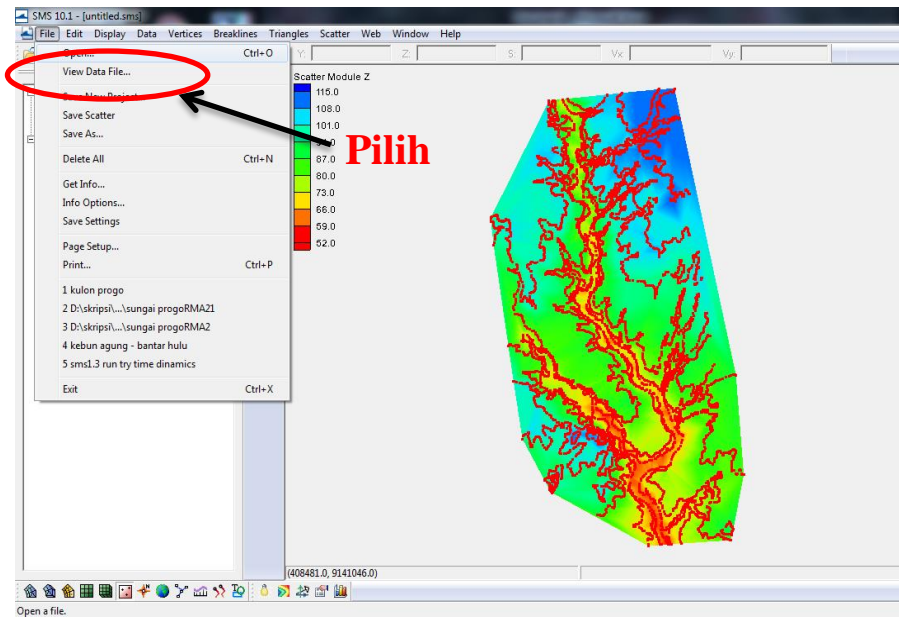 SMS 10.1 - [untitled.sms]
File Edit Display Data Vertices Breaklines Triangles Scatter Web Window Help
Open... Ctrl+O
Y: Z: S: Vx: Vy:
View Data File...
Save New Project
Save Scatter
Save As...
Delete All Ctrl+N
Get Info...
Info Options...
Save Settings
Page Setup...
Print... Ctrl+P
1 kulon progo
2 D:\skripsi\...\sungai progoRMA21
3 D:\skripsi\...\sungai progoRMA2
4 kebun agung - bantar hulu
5 sms1.3 run try time dinamics
Exit Ctrl+X
Scatter Module Z
115.0
108.0
101.0
87.0
80.0
73.0
66.0
59.0
52.0
Pilih
(408481.0, 9141046.0)
Open a file.